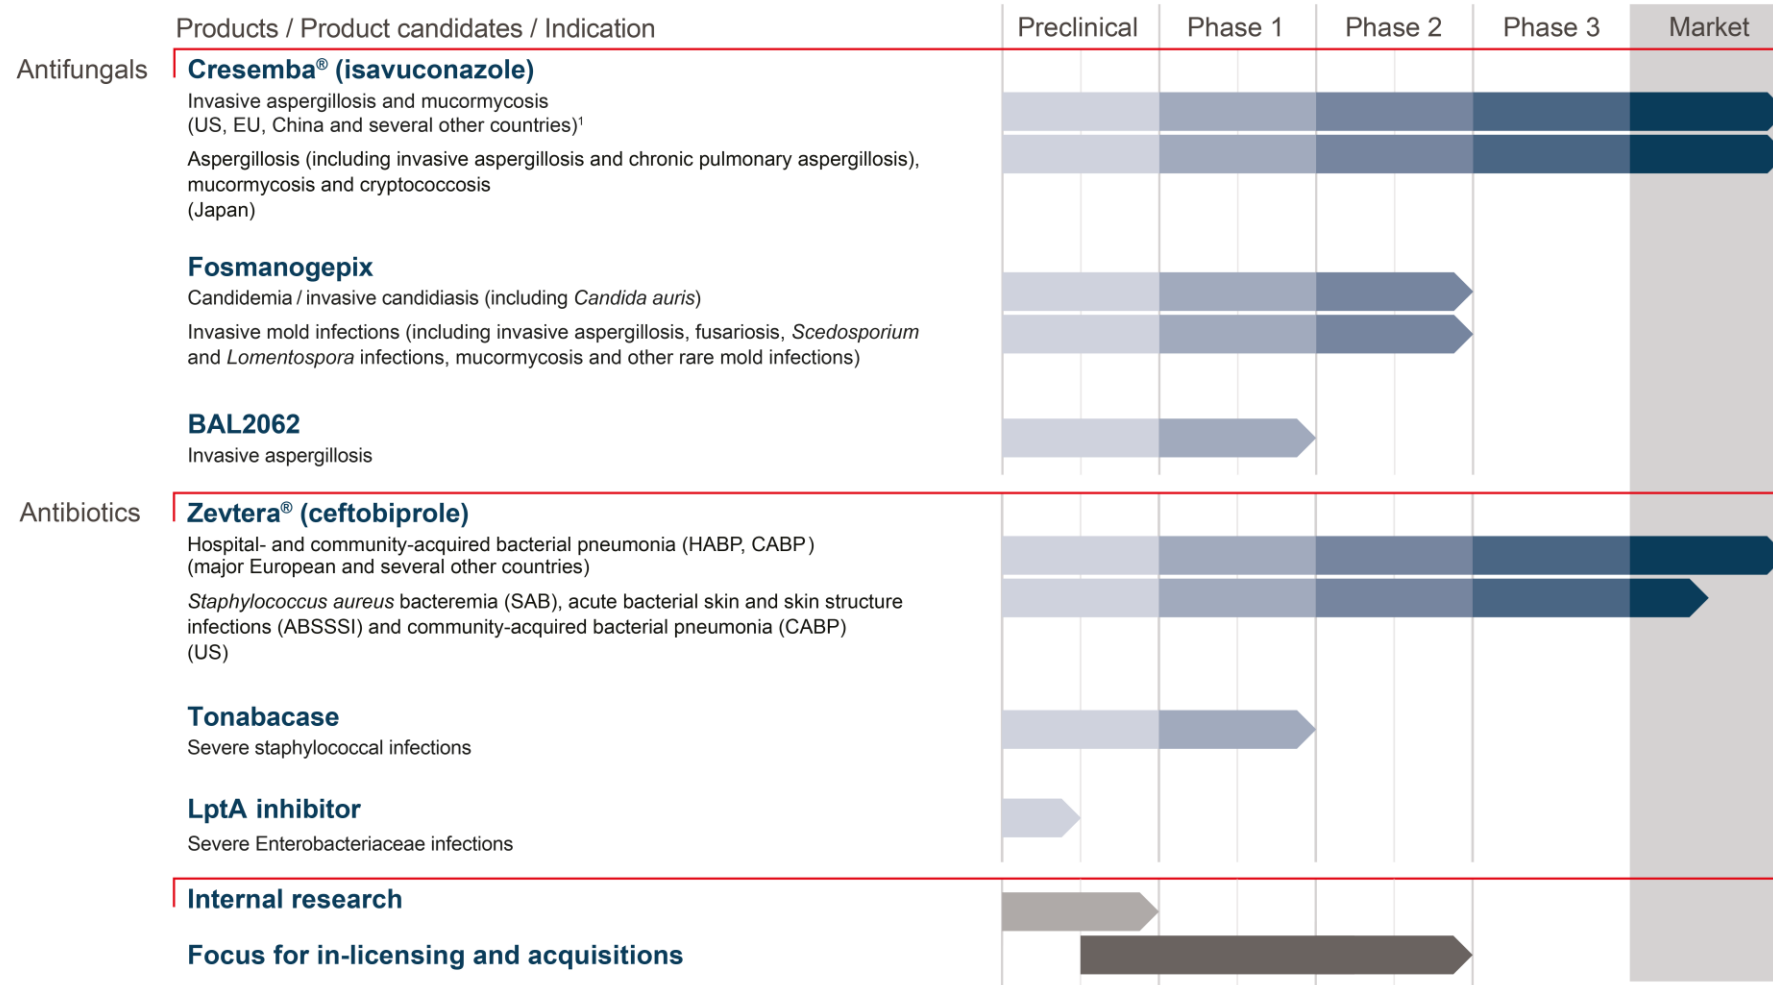 Products / Product candidates / Indication
Preclinical
Phase 1
Phase 2
Phase 3
Market
Antifungals
Cresemba® (isavuconazole)
Invasive aspergillosis and mucormycosis
(US, EU, China and several other countries)¹
Aspergillosis (including invasive aspergillosis and chronic pulmonary aspergillosis),
mucormycosis and cryptococcosis
(Japan)
Fosmanogepix
Candidemia / invasive candidiasis (including Candida auris)
Invasive mold infections (including invasive aspergillosis, fusariosis, Scedosporium
and Lomentospora infections, mucormycosis and other rare mold infections)
BAL2062
Invasive aspergillosis
Antibiotics
Zevtera® (ceftobiprole)
Hospital- and community-acquired bacterial pneumonia (HABP, CABP)
(major European and several other countries)
Staphylococcus aureus bacteremia (SAB), acute bacterial skin and skin structure
infections (ABSSSI) and community-acquired bacterial pneumonia (CABP)
(US)
Tonabacase
Severe staphylococcal infections
LptA inhibitor
Severe Enterobacteriaceae infections
Internal research
Focus for in-licensing and acquisitions